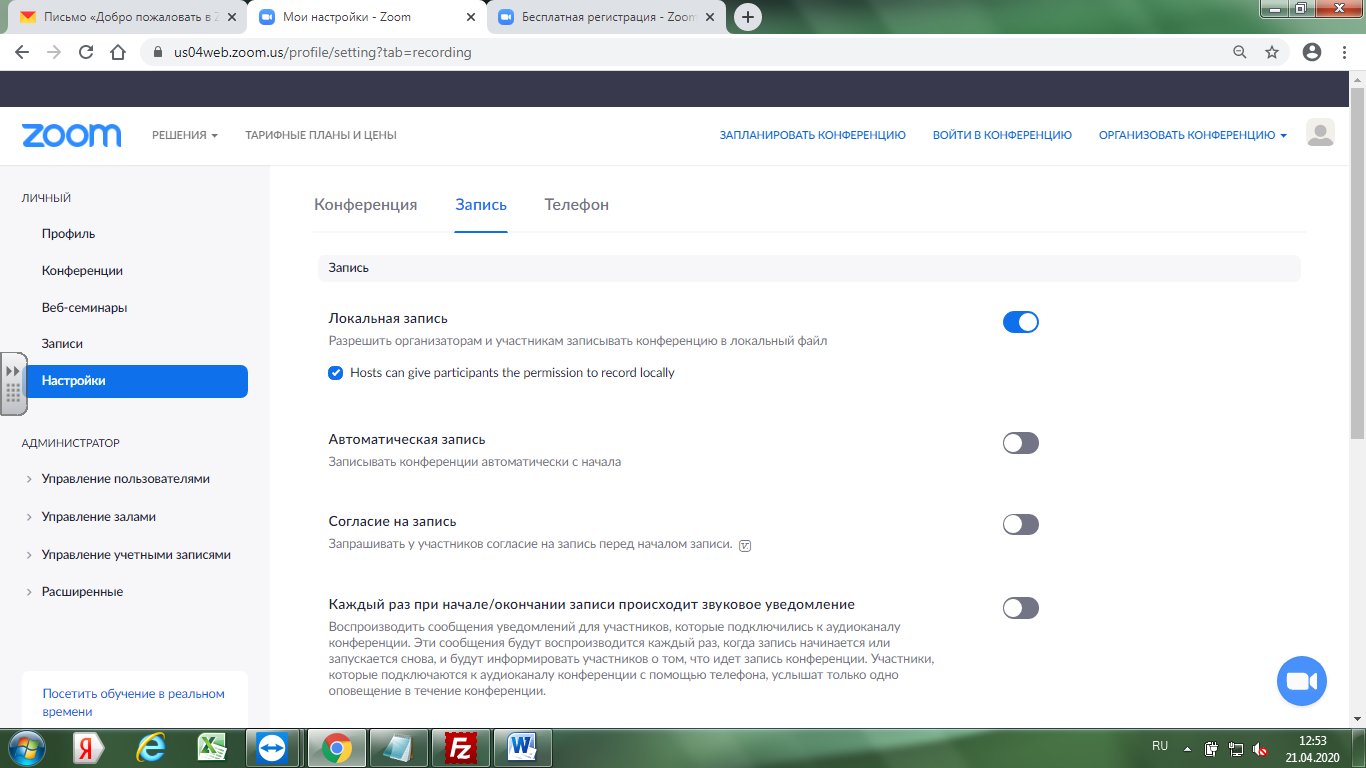 Письмо «Добро пожаловать в Z
Мои настройки - Zoom
Бесплатная регистрация - Zoom
us04web.zoom.us/profile/setting?tab=recording
zoom
РЕШЕНИЯ
ТАРИФНЫЕ ПЛАНЫ И ЦЕНЫ
ЗАПЛАНИРОВАТЬ КОНФЕРЕНЦИЮ
ВОЙТИ В КОНФЕРЕНЦИЮ
ОРГАНИЗОВАТЬ КОНФЕРЕНЦИЮ
ЛИЧНЫЙ
Профиль
Конференции
Веб-семинары
Записи
Настройки
АДМИНИСТРАТОР
Управление пользователями
Управление залами
Управление учетными записями
Расширенные
Посетить обучение в реальном
времени
Конференция
Запись
Телефон
Запись
Локальная запись
Разрешить организаторам и участникам записывать конференцию в локальный файл
Hosts can give participants the permission to record locally
Автоматическая запись
Записывать конференции автоматически с начала
Согласие на запись
Запрашивать у участников согласие на запись перед началом записи.
Каждый раз при начале/окончании записи происходит звуковое уведомление
Воспроизводить сообщения уведомлений для участников, которые подключились к аудиоканалу
конференции. Эти сообщения будут воспроизводится каждый раз, когда запись начинается или
запускается снова, и будут информировать участников о том, что идет запись конференции. Участники,
которые подключаются к аудиоканалу конференции с помощью телефона, услышат только одно
оповещение в течение конференции.
RU
12:53
21.04.2020